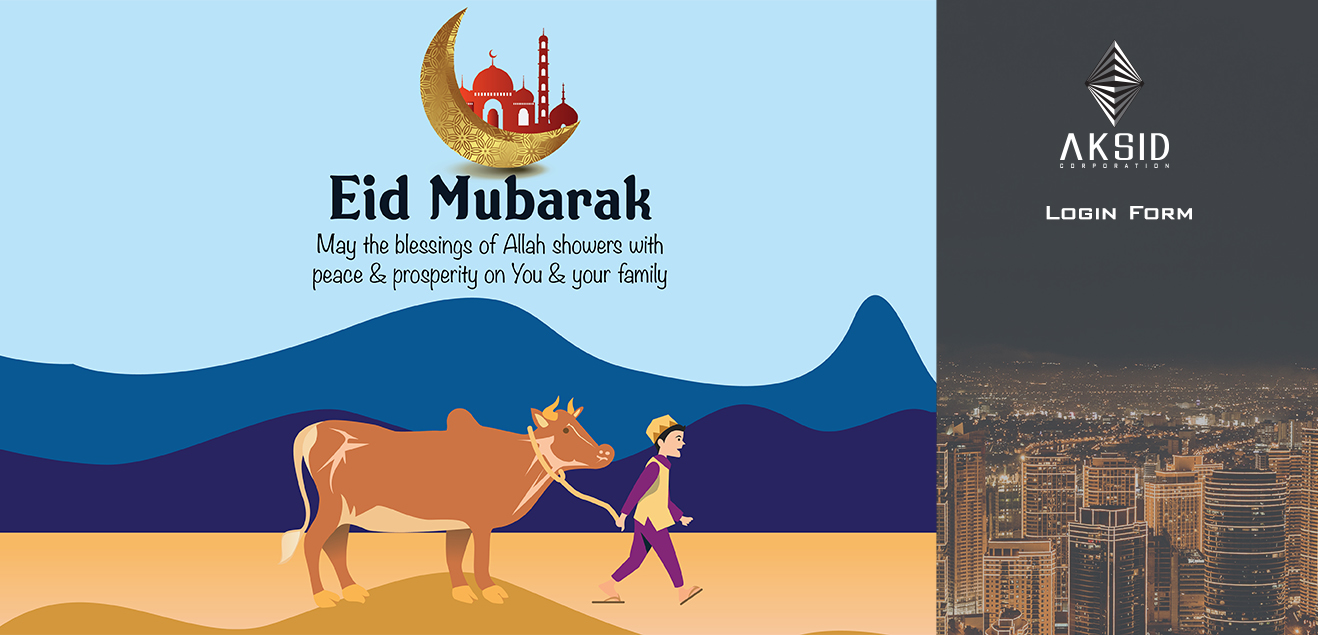 Eid Mubarak
May the blessings of Allah showers with
peace & prosperity on You & your family
AKSID
CORPORATION
Login Form